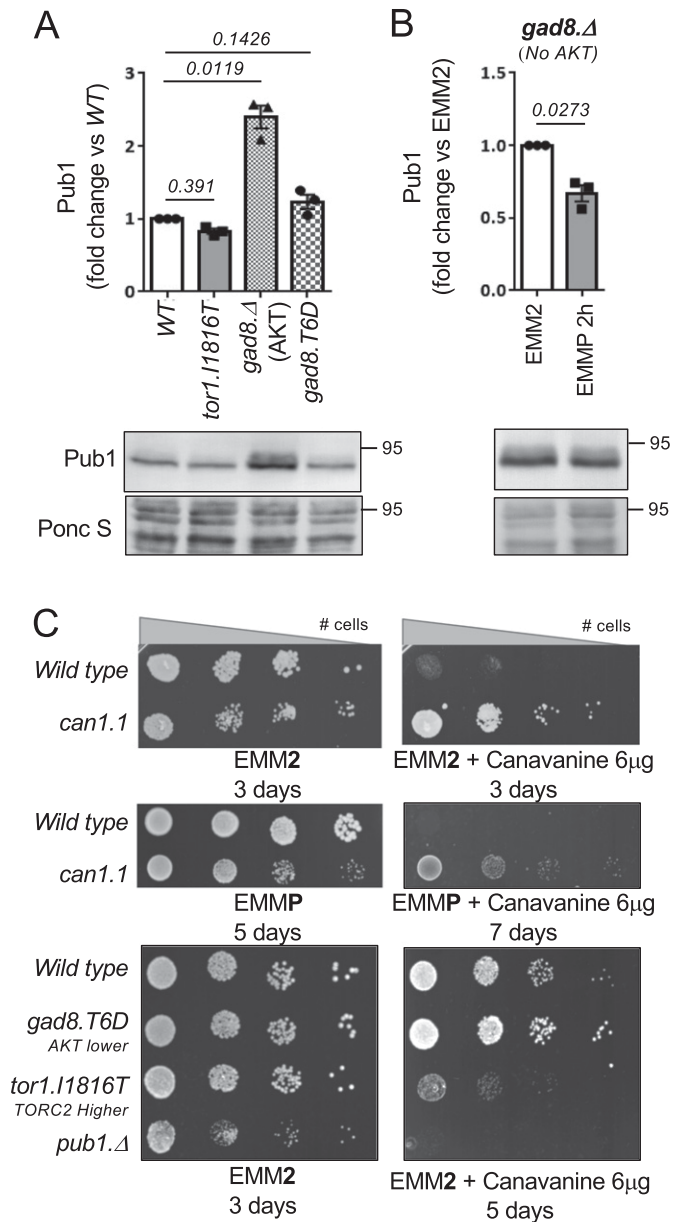 A
0.1426
0.0119
0.391
Pub1
(fold change vs WT)
3
2
1
0
WT
tor1.I1816T
gad8.Δ
(AKT)
gad8.T6D
B
gad8.Δ
(No AKT)
0.0273
Pub1
(fold change vs EMM2)
1.5
1.0
0.5
0.0
EMM2
EMMP 2h
Pub1
95
Ponc S
95
95
95
C
# cells
# cells
Wild type
can1.1
EMM2
3 days
EMM2 + Canavanine 6µg
3 days
Wild type
can1.1
EMMP
5 days
EMMP + Canavanine 6µg
7 days
Wild type
gad8.T6D
AKT lower
tor1.I1816T
TORC2 Higher
pub1.Δ
EMM2
3 days
EMM2 + Canavanine 6µg
5 days